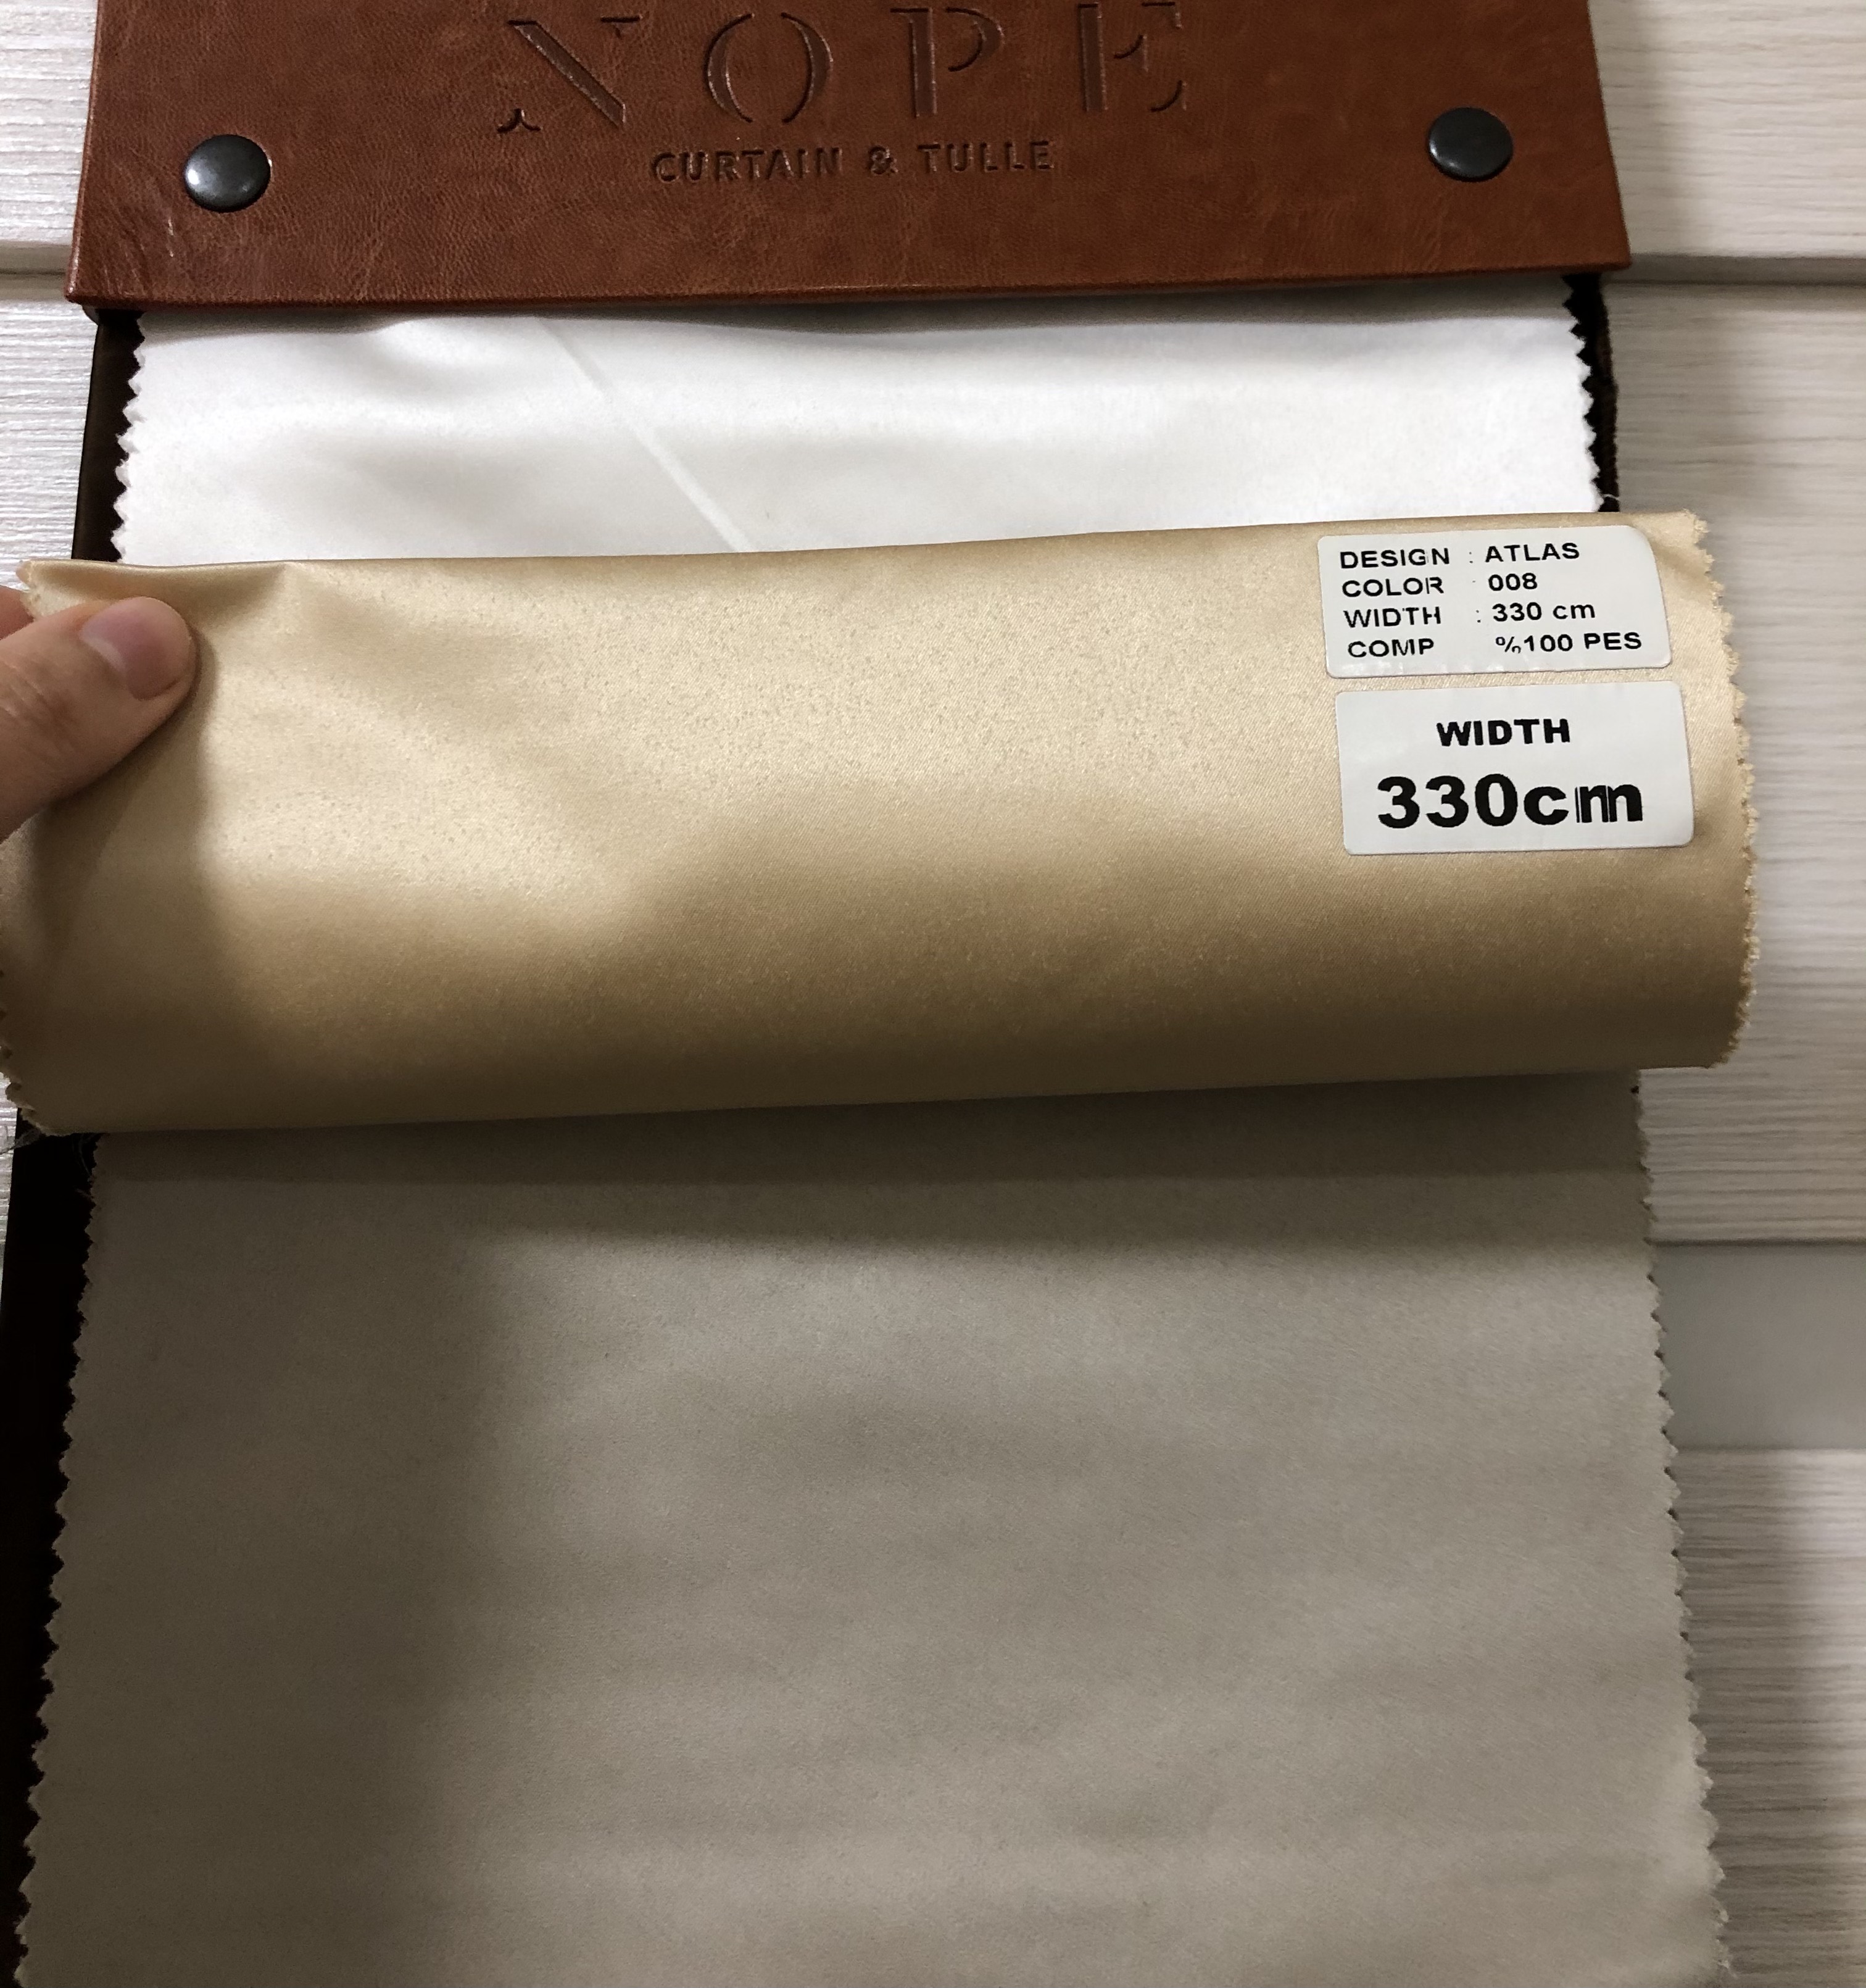 NOPE
CURTAIN & TULLE
DESIGN : ATLAS
COLOR : 008
WIDTH : 330 cm
COMP %100 PES
WIDTH
330cm